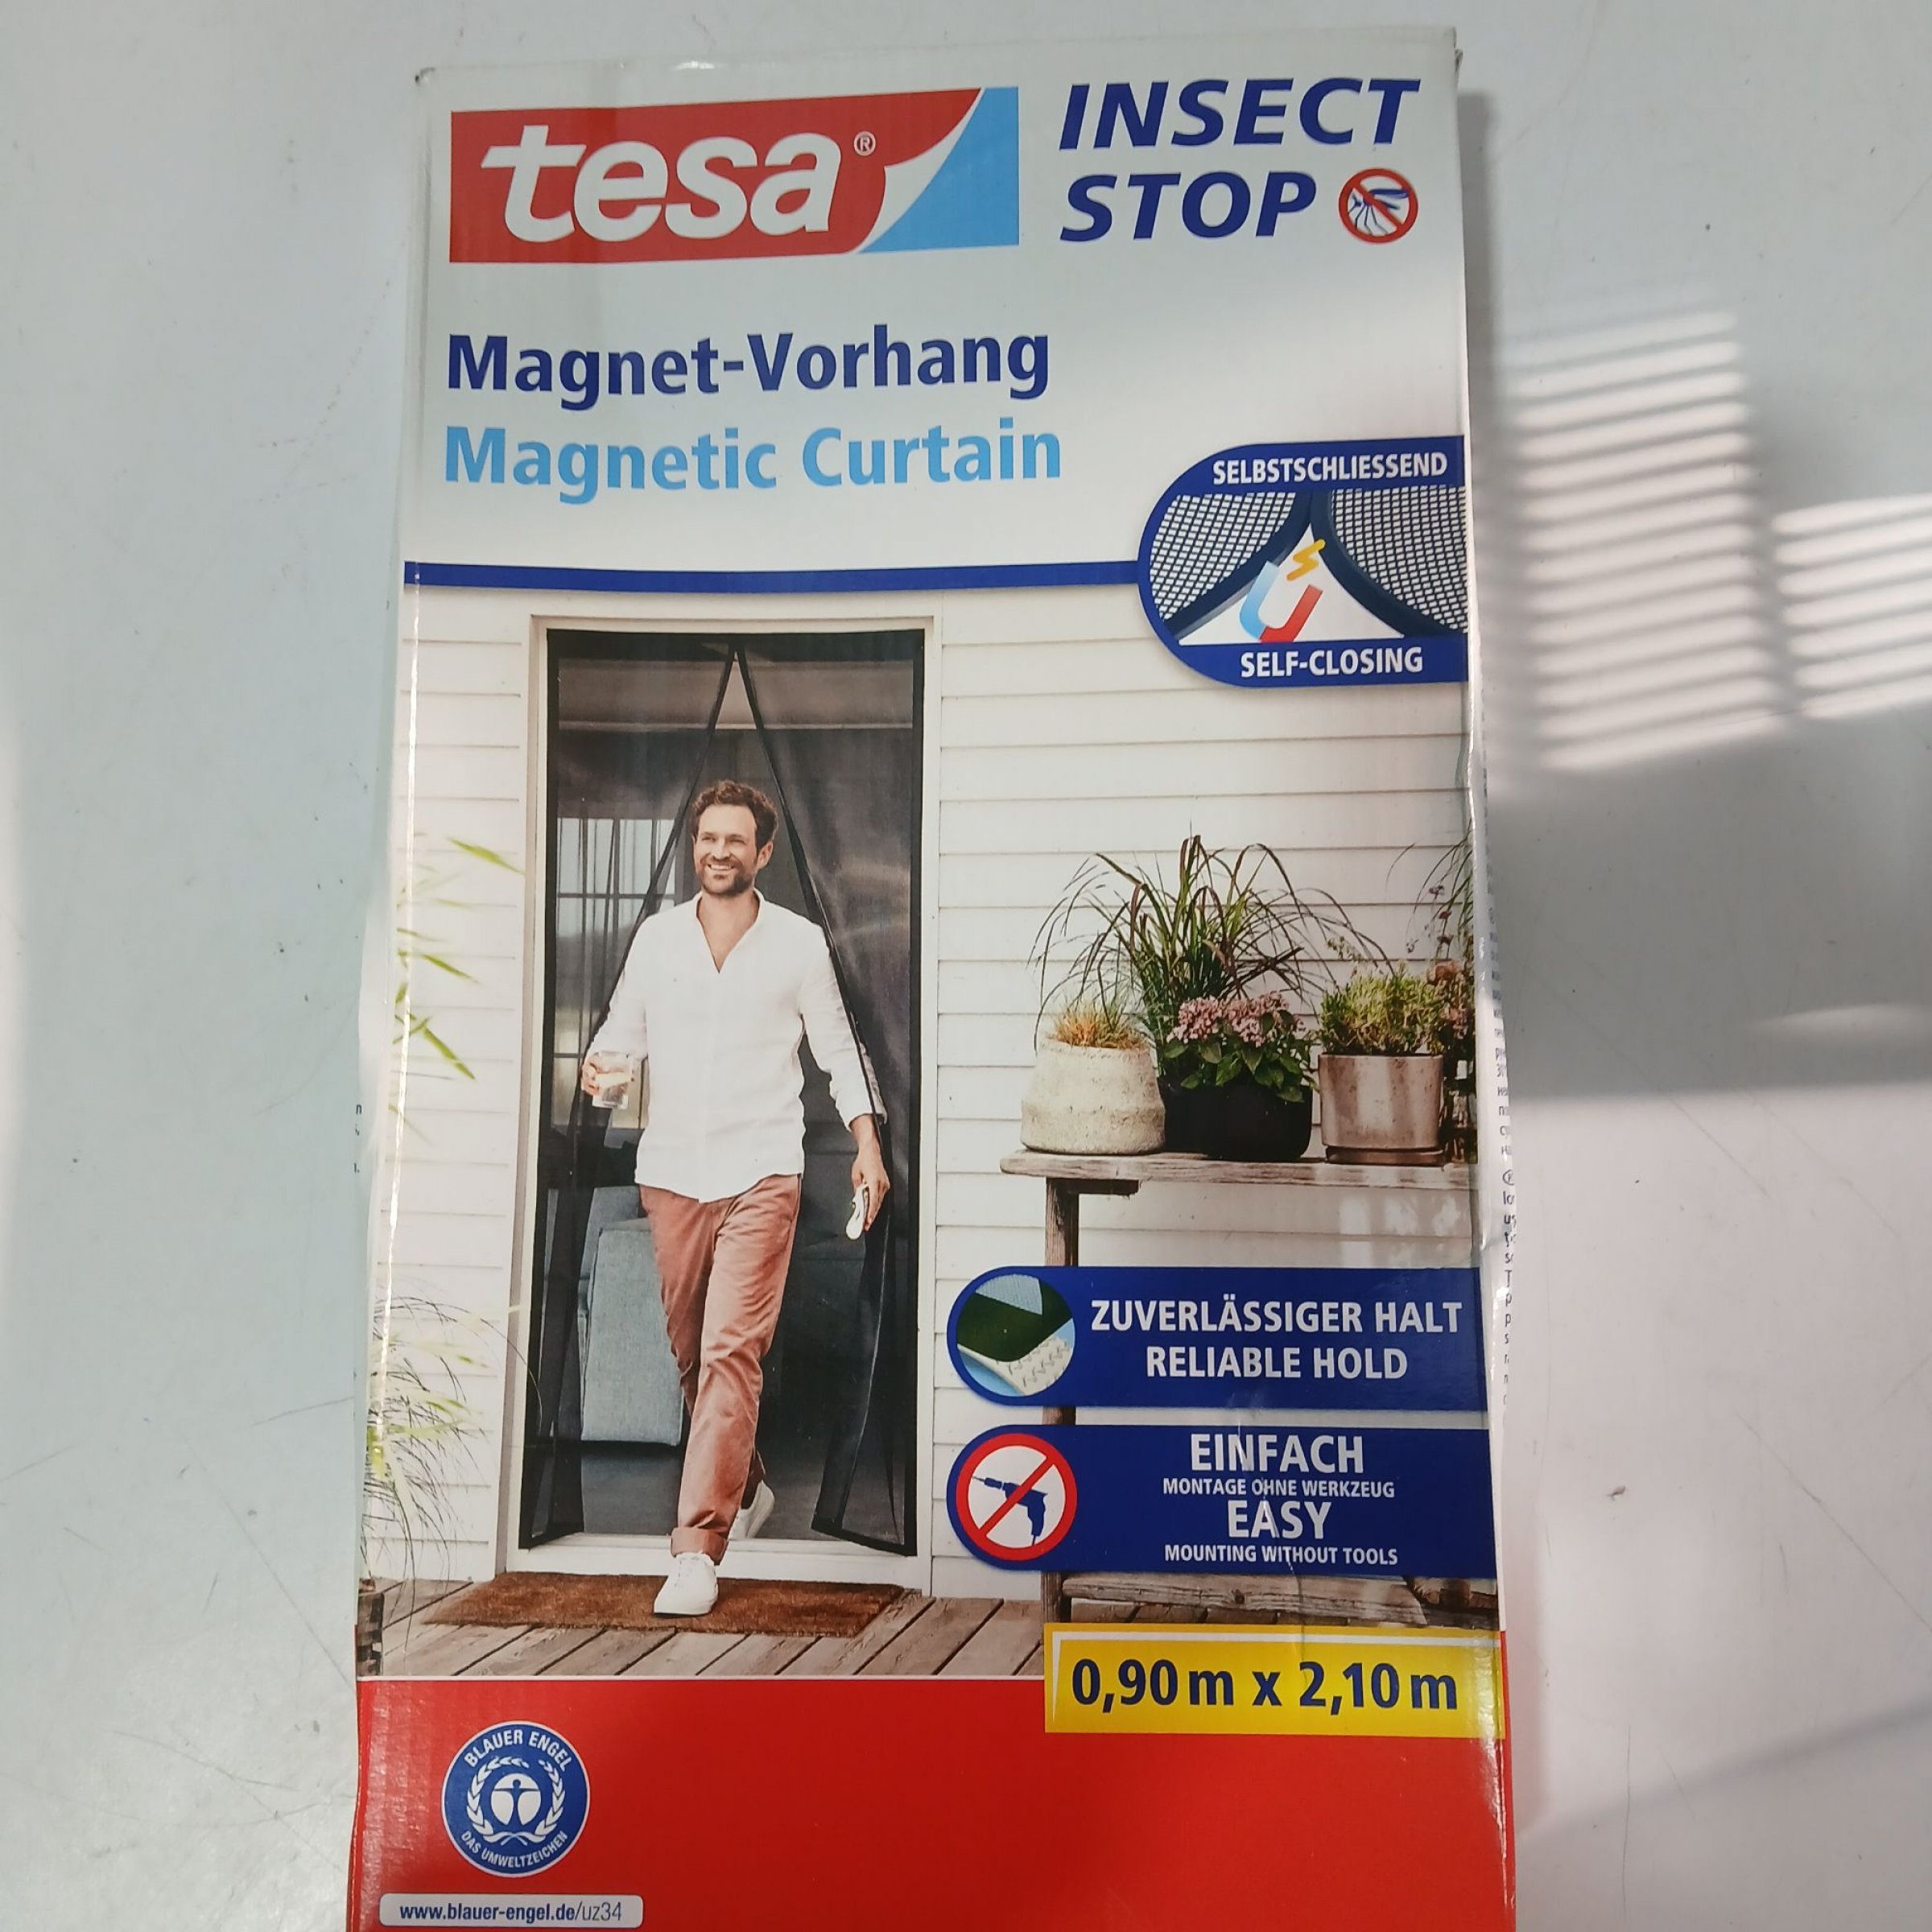 tesa®
INSECT
STOP
Magnet-Vorhang
Magnetic Curtain
SELBSTSCHLIESSEND
SELF-CLOSING
ZUVERLÄSSIGER HALT
RELIABLE HOLD
EINFACH
MONTAGE OHNE WERKZEUG
EASY
MOUNTING WITHOUT TOOLS
0,90 m x 2,10 m
BLAUER ENGEL
DAS UMWELTZEICHEN
www.blauer-engel.de/uz34